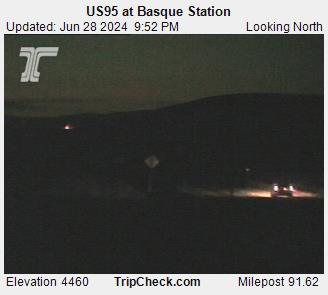 US95 at Basque Station
Updated: Jun 28 2024 9:52 PM Looking North
Elevation 4460 TripCheck.com Milepost 91.62